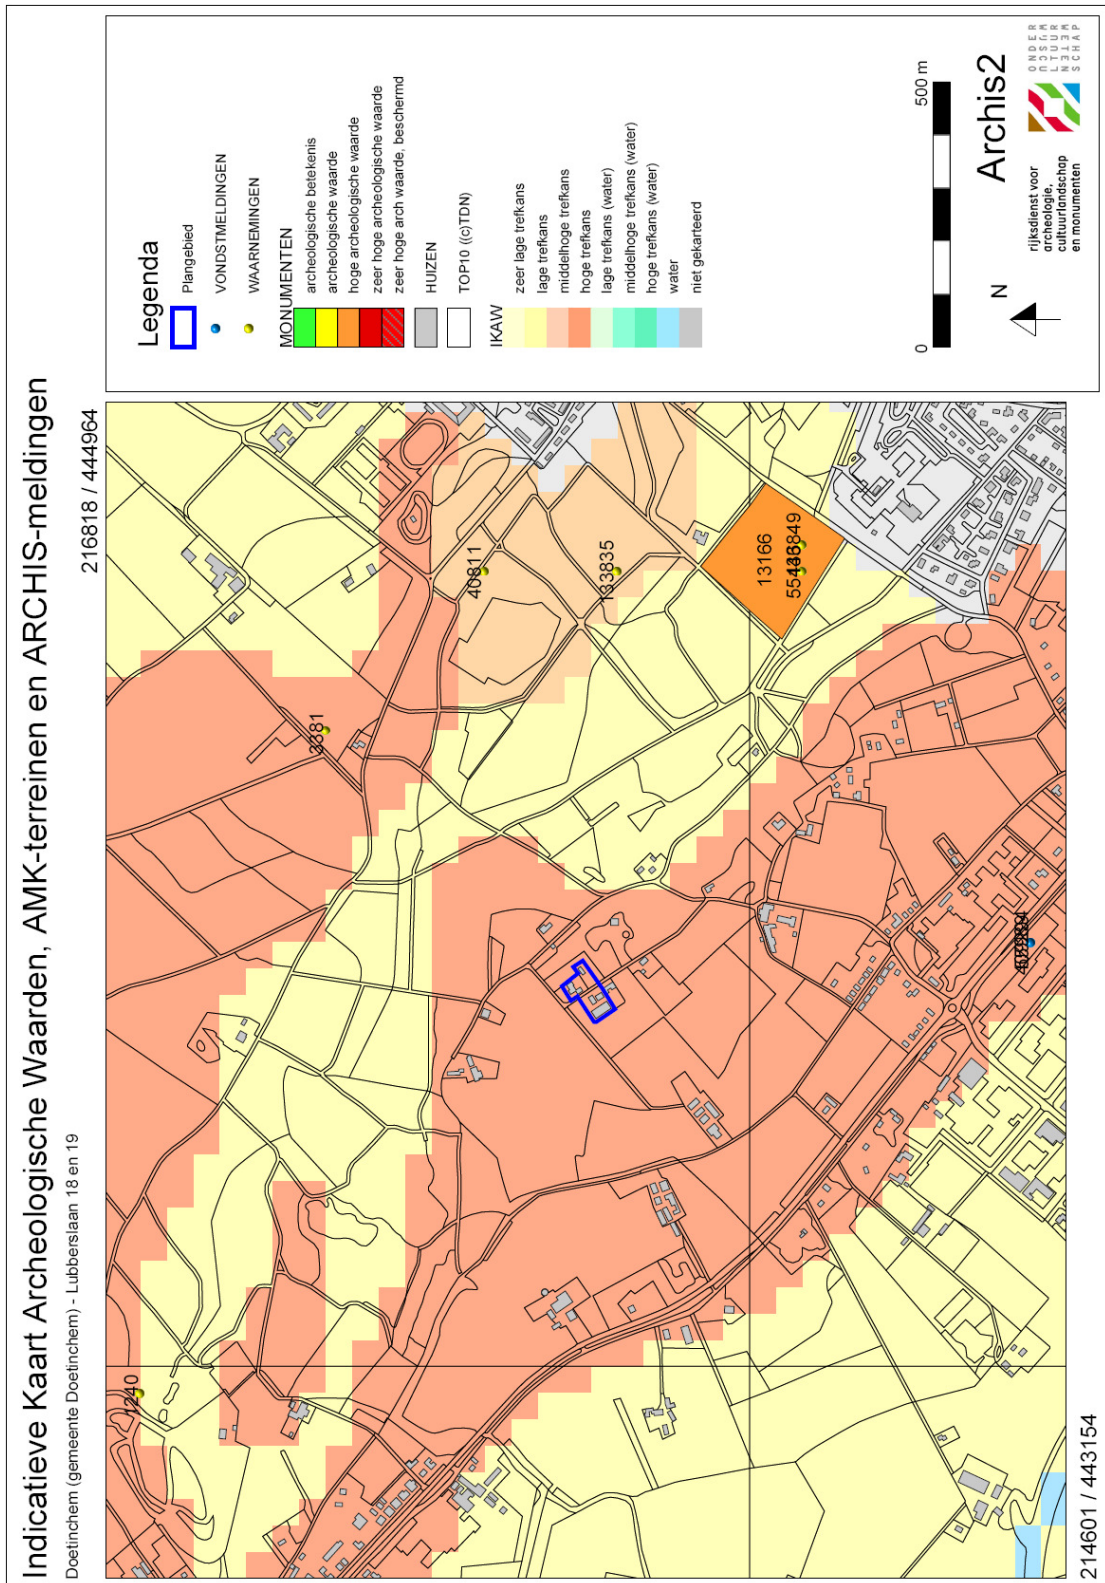 Indicatieve Kaart Archeologische Waarden, AMK-terreinen en ARCHIS-meldingen
Doetinchem (gemeente Doetinchem) - Lubberslaan 18 en 19
216818 / 444964
1240
3381
40811
133835
13166
214601 / 443154
Legenda
Plangebied
VONDSTMELDINGEN
WAARNEMINGEN
MONUMENTEN
archeologische betekenis
archeologische waarde
hoge archeologische waarde
zeer hoge archeologische waarde
zeer hoge arch waarde, beschermd
HUIZEN
TOP10 ((c)TDN)
IKAW
zeer lage trefkans
lage trefkans
middelhoge trefkans
hoge trefkans
lage trefkans (water)
middelhoge trefkans (water)
hoge trefkans (water)
water
niet gekarteerd
0
500 m
N
Archis2
rijksdienst voor
archeologie,
cultuurlandschap
en monumenten